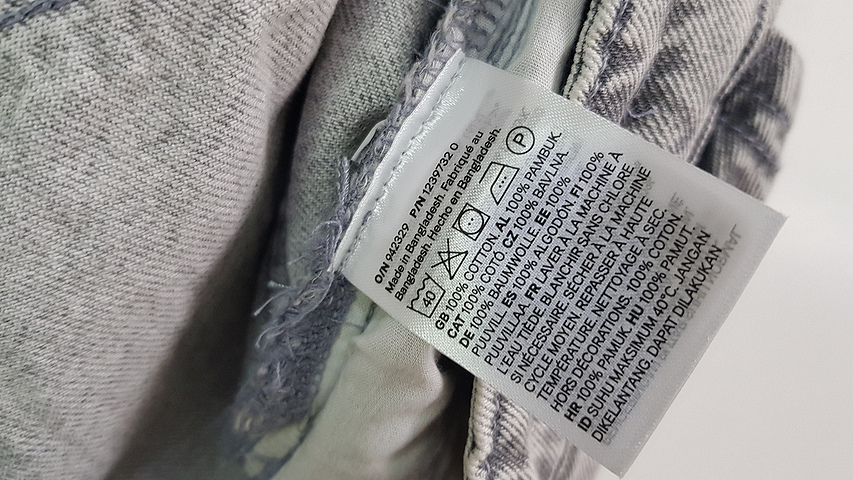 O/N 942329 P/N 1239732 0
Made in Bangladesh. Fabriqué au
Bangladesh. Hecho en Bangladesh.
40 P
GB 100% COTTON. AL 100% PAMBUK.
CAT 100% COTÓ. CZ 100% BAVLNA.
DE 100% BAUMWOLLE. EE 100%
PUUVILL. ES 100% ALGODÓN. FI 100%
PUUVILLAA. FR LAVER À LA MACHINE À
L'EAU TIÈDE. BLANCHIR SANS CHLORE
SI NÉCESSAIRE. SÉCHER À LA MACHINE
CYCLE MOYEN. REPASSER À HAUTE
TEMPÉRATURE. NETTOYAGE À SEC.
HORS DÉCORATIONS, 100% COTON.
HR 100% PAMUK. HU 100% PAMUT.
ID SUHU MAKSIMUM 40°C. JANGAN
DIKELANTANG. DAPAT DILAKUKAN